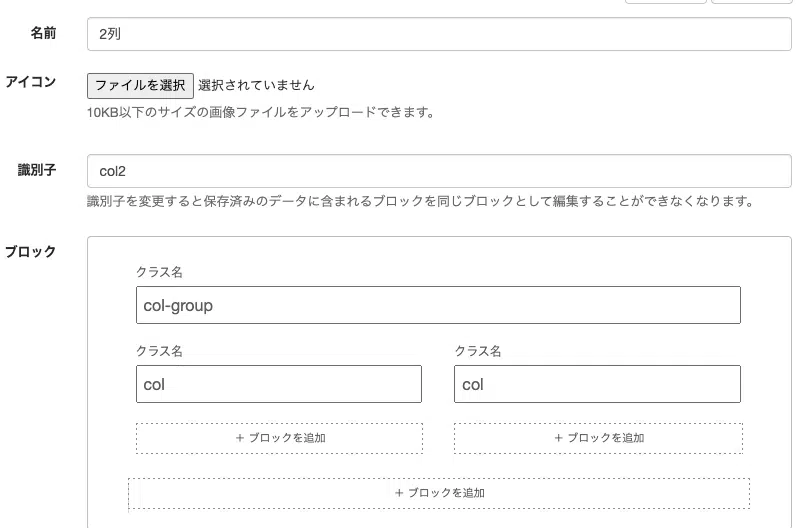 名前
2列
アイコン
ファイルを選択 選択されていません
10KB以下のサイズの画像ファイルをアップロードできます。
識別子
col2
識別子を変更すると保存済みのデータに含まれるブロックを同じブロックとして編集することができなくなります。
ブロック
クラス名
col-group
クラス名 クラス名
col col
+ ブロックを追加 + ブロックを追加
+ ブロックを追加